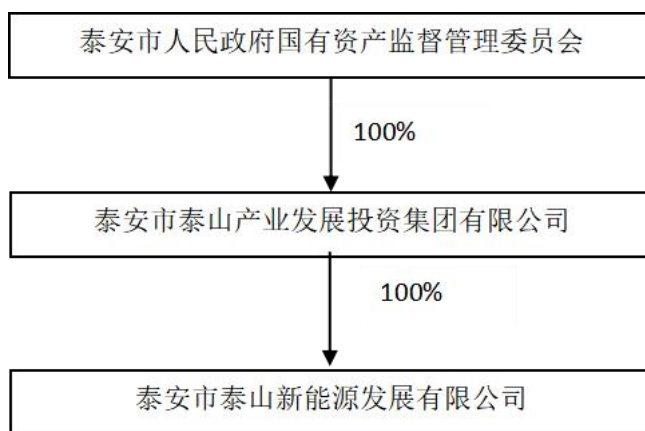 泰安市人民政府国有资产监督管理委员会
100%
泰安市泰山产业发展投资集团有限公司
100%
泰安市泰山新能源发展有限公司